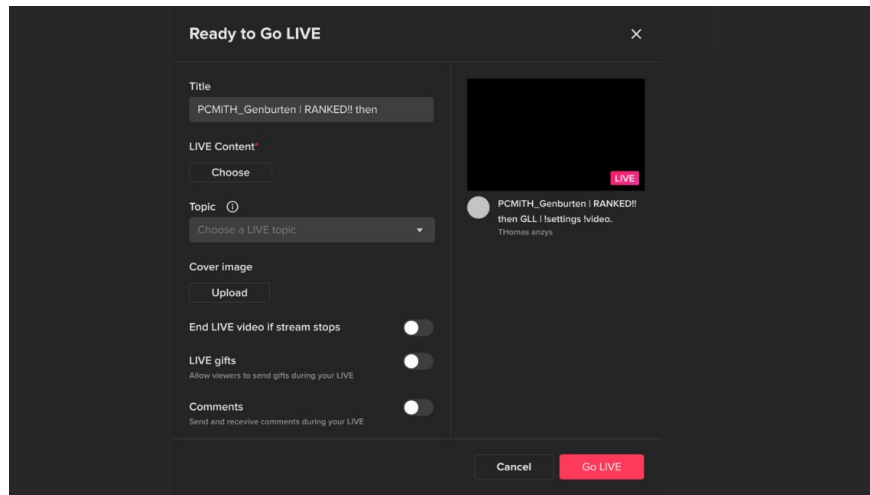 Ready to Go LIVE
Title
PCMiTH_Genburten | RANKED!! then
LIVE Content*
Choose
Topic
Choose a LIVE topic
Cover image
Upload
End LIVE video if stream stops
LIVE gifts
Allow viewers to send gifts during your LIVE
Comments
Send and recevive comments during your LIVE
LIVE
PCMiTH_Genburten | RANKED!!
then GLL | !settings !video.
THomas anzys
Cancel
Go LIVE